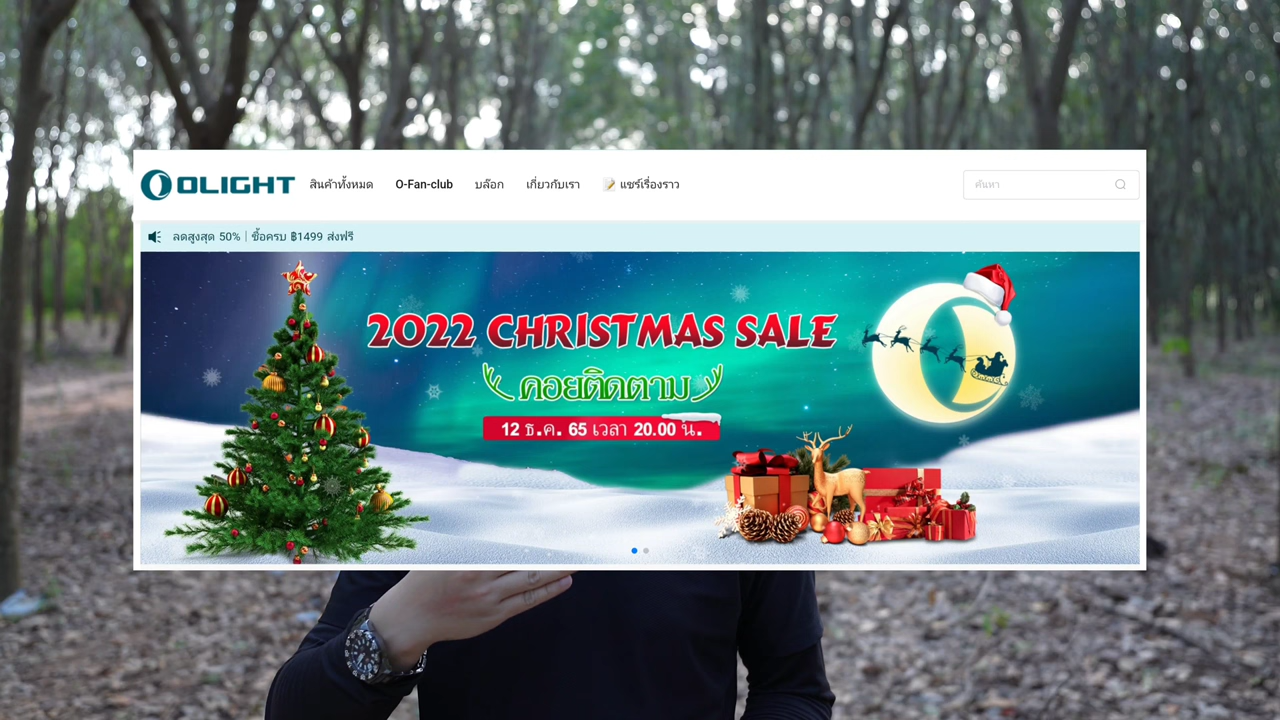 OLIGHT สินค้าทั้งหมด O-Fan-club บล๊อก เกี่ยวกับเรา 📝 แชร์เรื่องราว ค้นหา
ลดสูงสุด 50% | ซื้อครบ ฿1499 ส่งฟรี
2022 CHRISTMAS SALE
คอยติดตาม
12 ธ.ค. 65 เวลา 20.00 น.